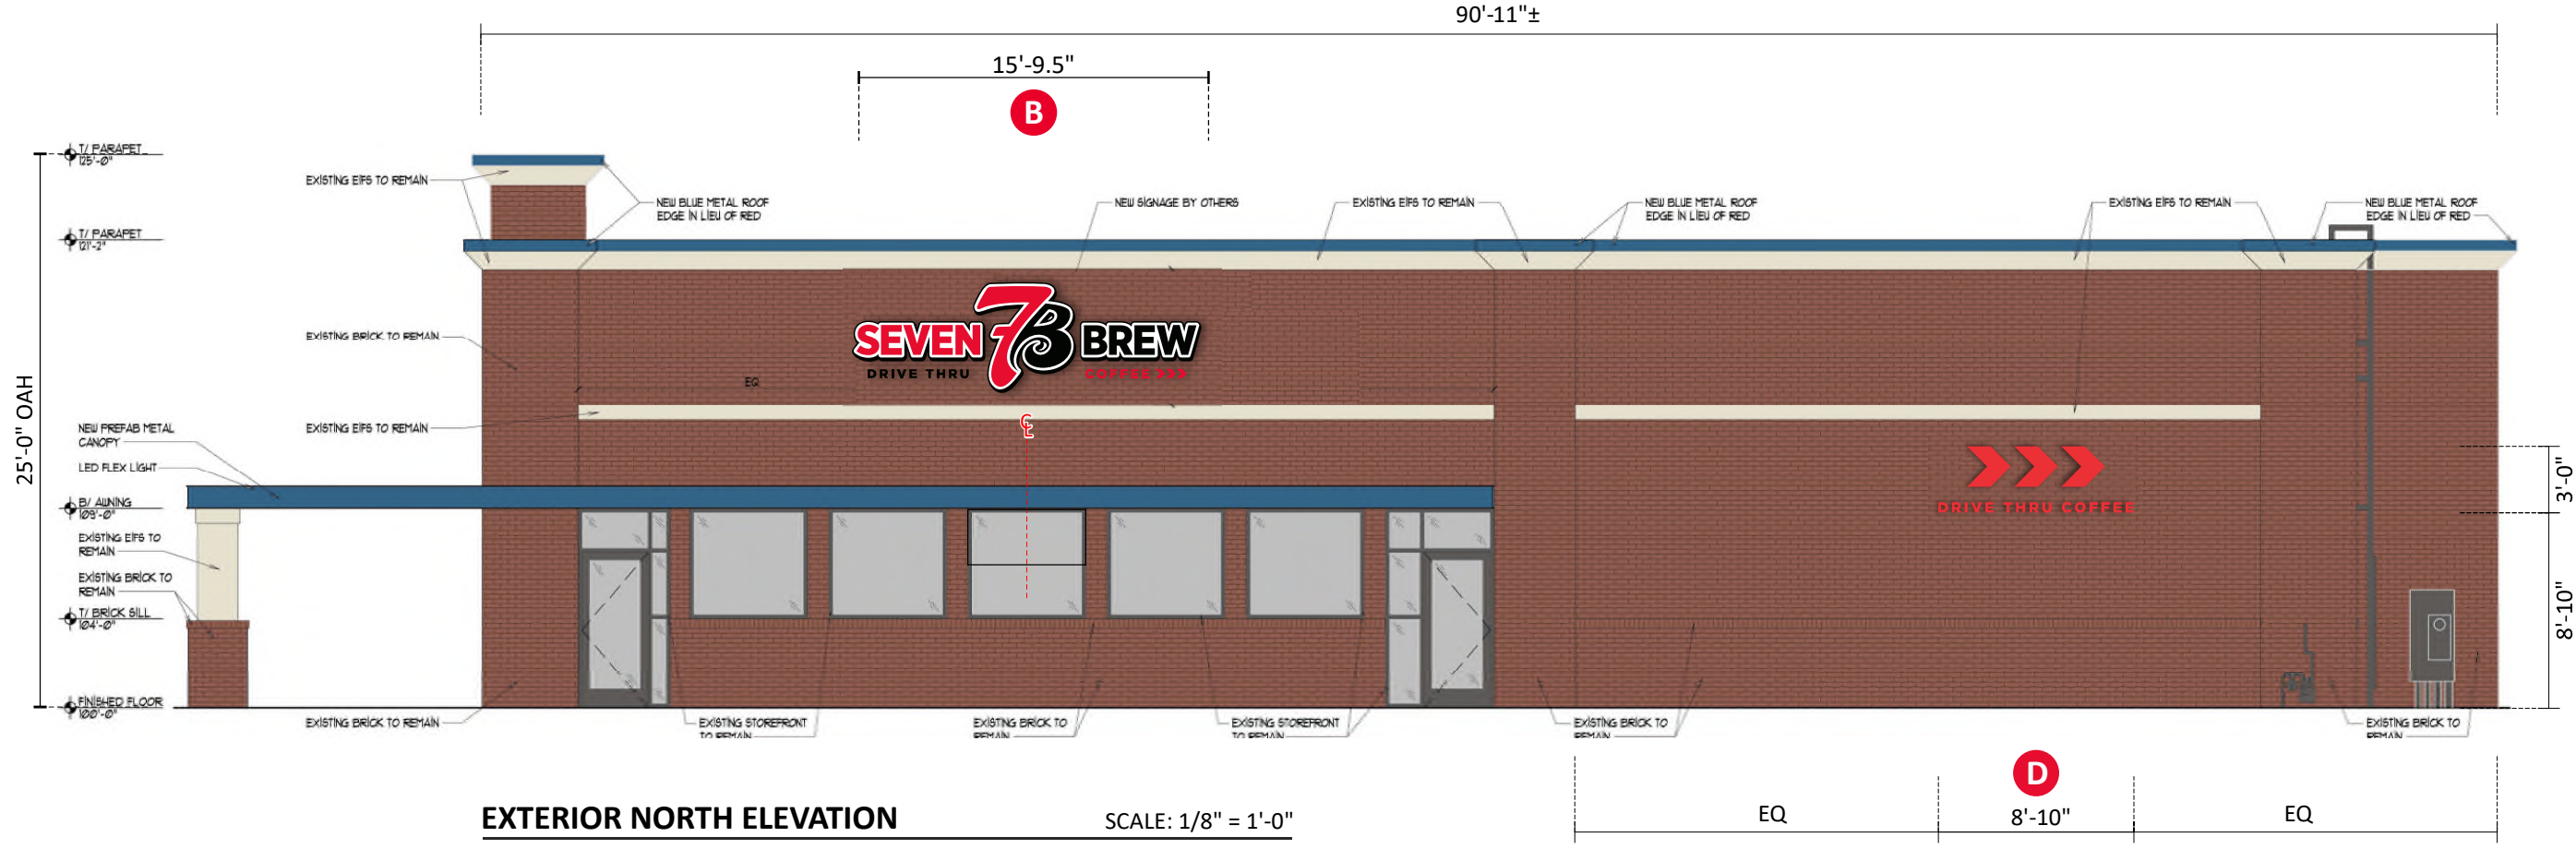 90'-11"±
15'-9.5"
B
T/ PARAPET
125'-0"
EXISTING EIFS TO REMAIN
NEW BLUE METAL ROOF
EDGE IN LIEU OF RED
NEW SIGNAGE BY OTHERS
EXISTING EIFS TO REMAIN
NEW BLUE METAL ROOF
EDGE IN LIEU OF RED
EXISTING EIFS TO REMAIN
NEW BLUE METAL ROOF
EDGE IN LIEU OF RED
T/ PARAPET
121'-2"
EXISTING BRICK TO REMAIN
SEVEN 7B BREW
DRIVE THRU
COFFEE >>>
EQ
25'-0" OAH
NEW PREFAB METAL
CANOPY
EXISTING EIFS TO REMAIN
CL
LED FLEX LIGHT
>>>
DRIVE THRU COFFEE
3'-0"
B/ AWNING
109'-0"
EXISTING EIFS TO
REMAIN
EXISTING BRICK TO
REMAIN
8'-10"
T/ BRICK SILL
104'-0"
FINISHED FLOOR
100'-0"
EXISTING BRICK TO REMAIN
EXISTING STOREFRONT
TO REMAIN
EXISTING BRICK TO
REMAIN
EXISTING STOREFRONT
TO REMAIN
EXISTING BRICK TO
REMAIN
EXISTING BRICK TO
REMAIN
D
EXTERIOR NORTH ELEVATION
SCALE: 1/8" = 1'-0"
EQ
8'-10"
EQ